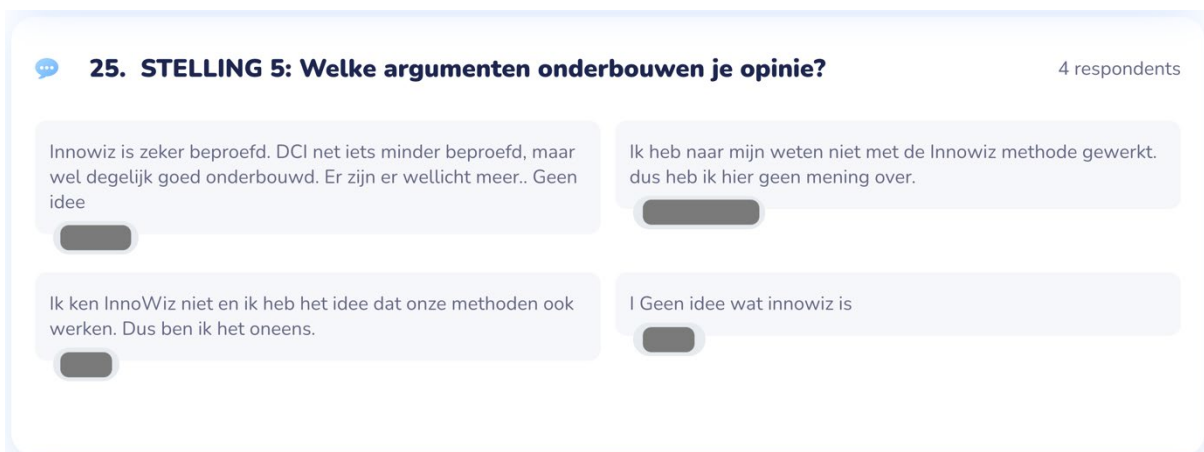 25. STELLING 5: Welke argumenten onderbouwen je opinie?
4 respondents
Innowiz is zeker beproefd. DCI net iets minder beproefd, maar
wel degelijk goed onderbouwd. Er zijn er wellicht meer.. Geen
idee
Ik heb naar mijn weten niet met de Innowiz methode gewerkt.
dus heb ik hier geen mening over.
Ik ken InnoWiz niet en ik heb het idee dat onze methoden ook
werken. Dus ben ik het oneens.
I Geen idee wat innowiz is